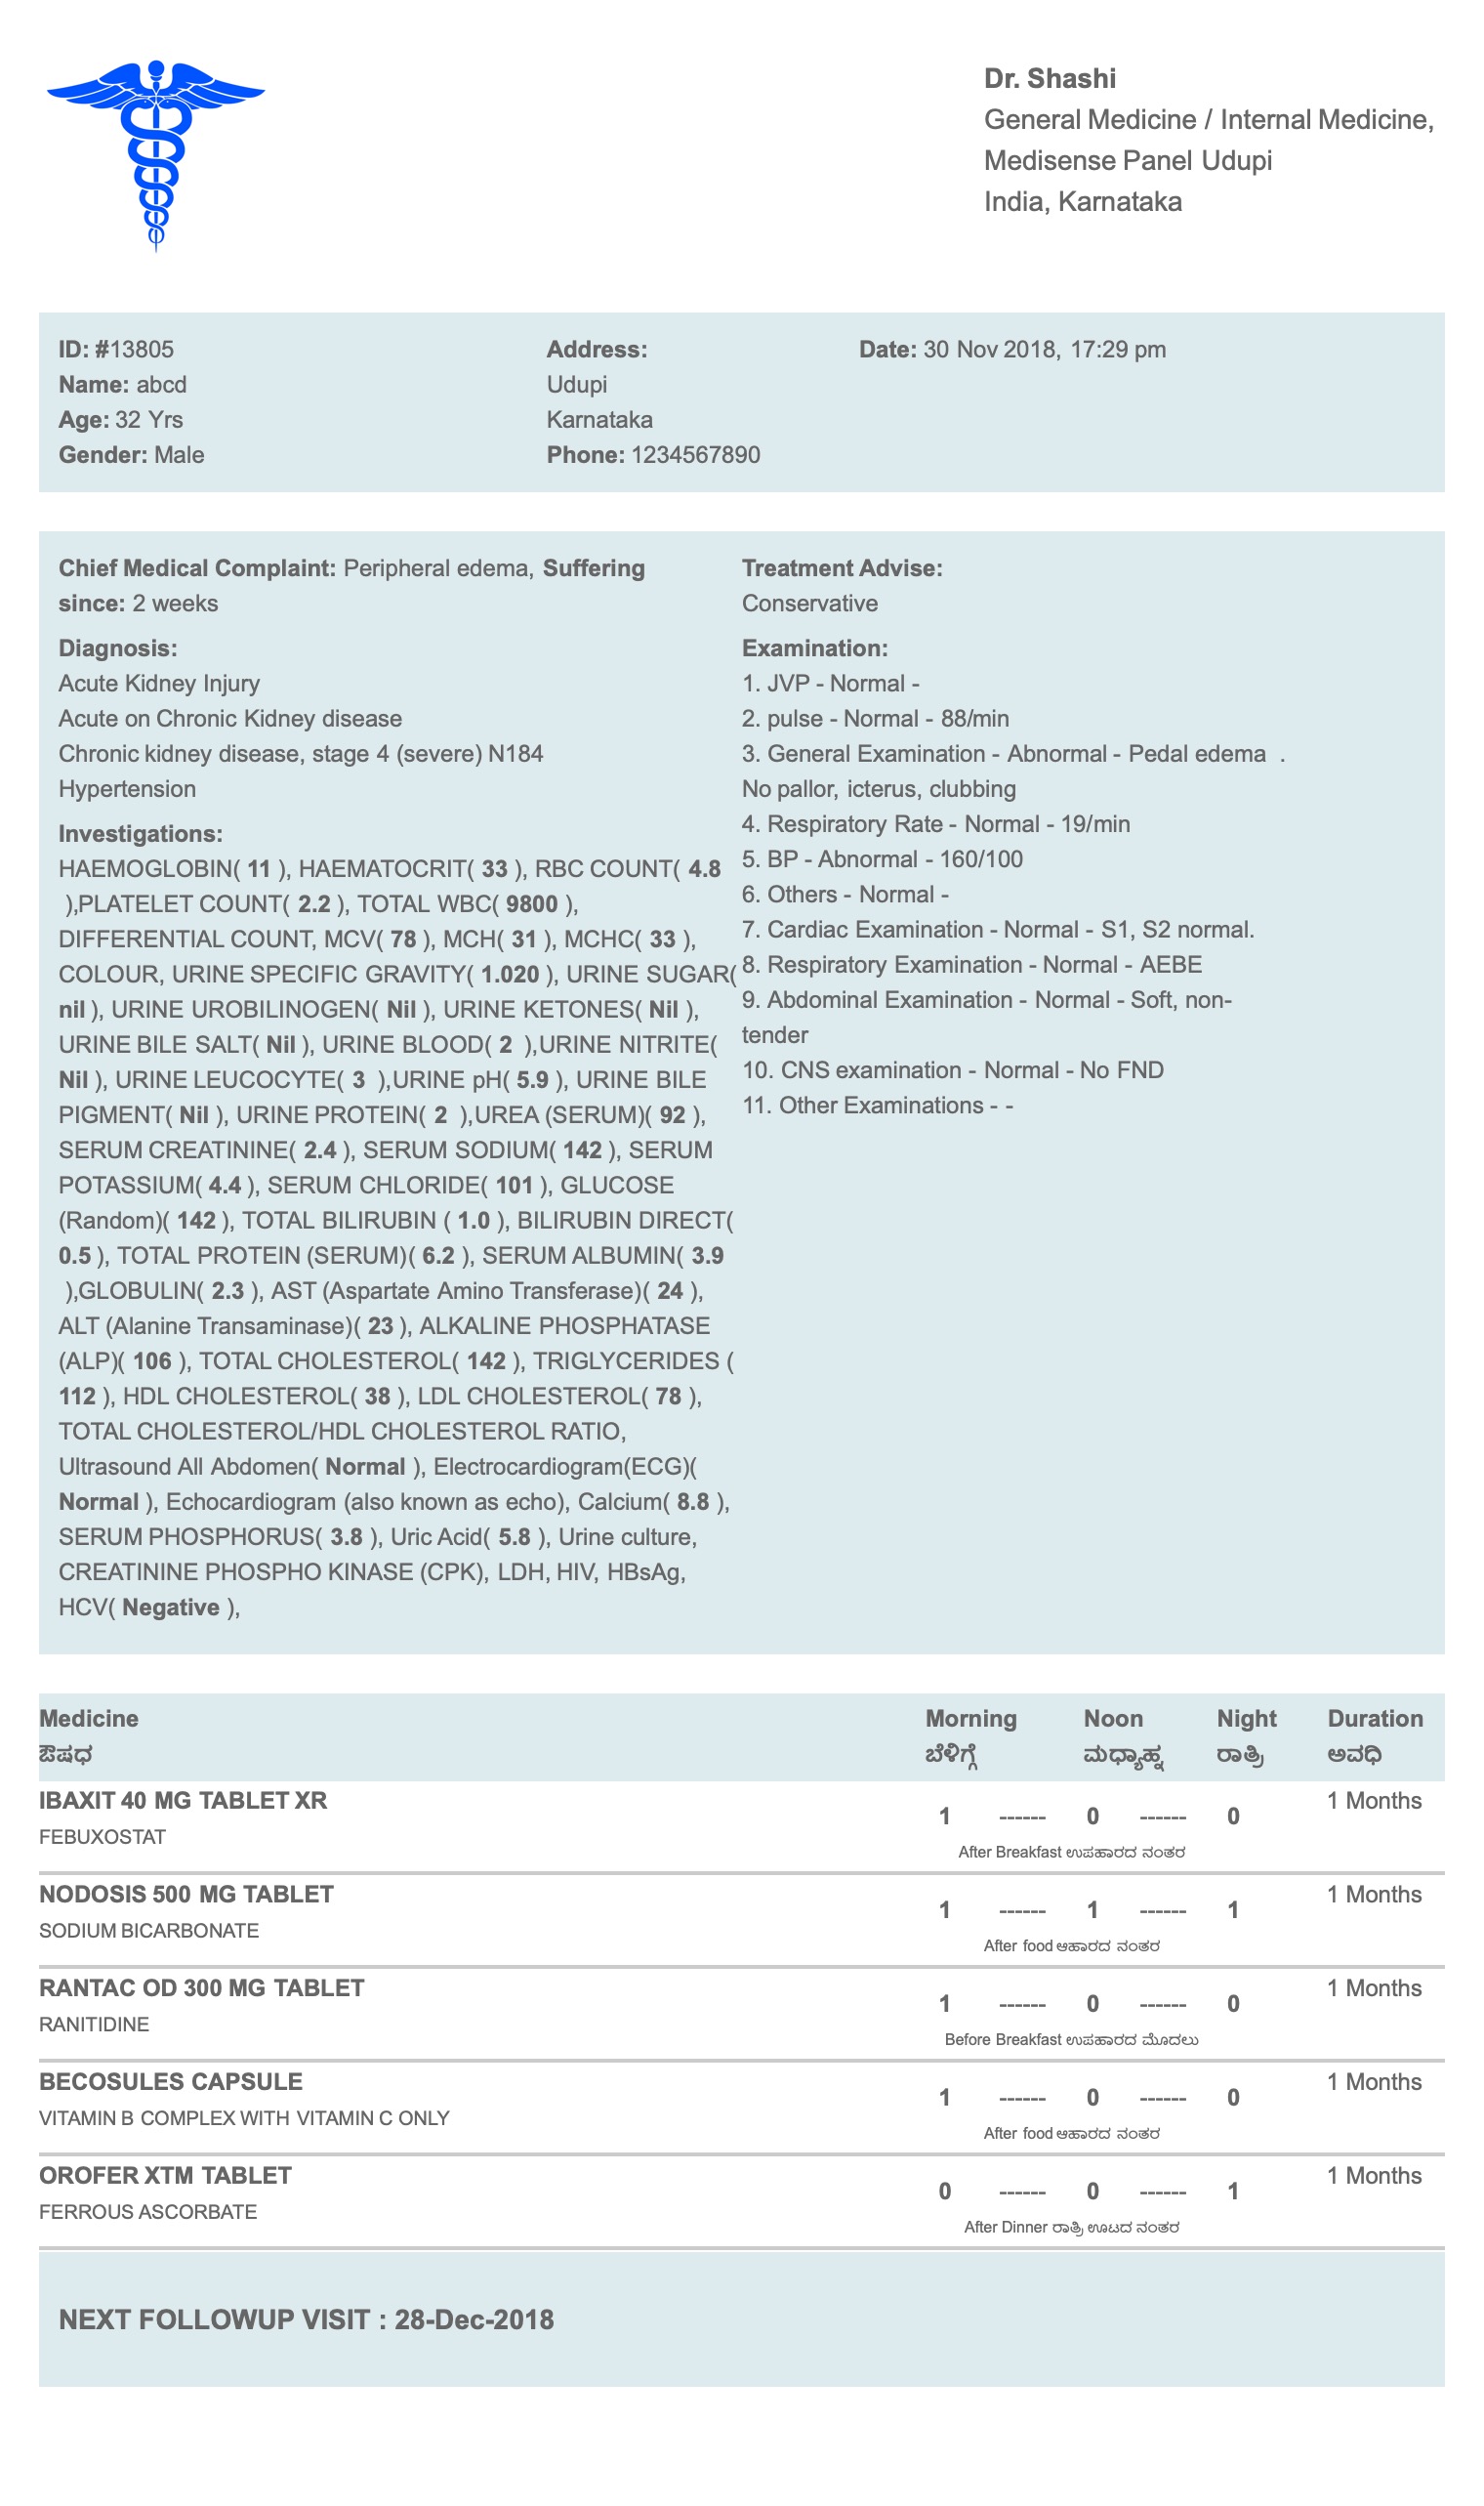 Dr. Shashi
General Medicine / Internal Medicine,
Medisense Panel Udupi
India, Karnataka
ID: #13805
Name: abcd
Age: 32 Yrs
Gender: Male
Address:
Udupi
Karnataka
Phone: 1234567890
Date: 30 Nov 2018, 17:29 pm
Chief Medical Complaint: Peripheral edema, Suffering
since: 2 weeks
Diagnosis:
Acute Kidney Injury
Acute on Chronic Kidney disease
Chronic kidney disease, stage 4 (severe) N184
Hypertension
Investigations:
HAEMOGLOBIN( 11 ), HAEMATOCRIT( 33 ), RBC COUNT( 4.8
),PLATELET COUNT( 2.2 ), TOTAL WBC( 9800 ),
DIFFERENTIAL COUNT, MCV( 78 ), MCH( 31 ), MCHC( 33 ),
COLOUR, URINE SPECIFIC GRAVITY( 1.020 ), URINE SUGAR(
nil ), URINE UROBILINOGEN( Nil ), URINE KETONES( Nil ),
URINE BILE SALT( Nil ), URINE BLOOD( 2 ),URINE NITRITE(
Nil ), URINE LEUCOCYTE( 3 ),URINE pH( 5.9 ), URINE BILE
PIGMENT( Nil ), URINE PROTEIN( 2 ),UREA (SERUM)( 92 ),
SERUM CREATININE( 2.4 ), SERUM SODIUM( 142 ), SERUM
POTASSIUM( 4.4 ), SERUM CHLORIDE( 101 ), GLUCOSE
(Random)( 142 ), TOTAL BILIRUBIN ( 1.0 ), BILIRUBIN DIRECT(
0.5 ), TOTAL PROTEIN (SERUM)( 6.2 ), SERUM ALBUMIN( 3.9
),GLOBULIN( 2.3 ), AST (Aspartate Amino Transferase)( 24 ),
ALT (Alanine Transaminase)( 23 ), ALKALINE PHOSPHATASE
(ALP)( 106 ), TOTAL CHOLESTEROL( 142 ), TRIGLYCERIDES (
112 ), HDL CHOLESTEROL( 38 ), LDL CHOLESTEROL( 78 ),
TOTAL CHOLESTEROL/HDL CHOLESTEROL RATIO,
Ultrasound All Abdomen( Normal ), Electrocardiogram(ECG)(
Normal ), Echocardiogram (also known as echo), Calcium( 8.8 ),
SERUM PHOSPHORUS( 3.8 ), Uric Acid( 5.8 ), Urine culture,
CREATININE PHOSPHO KINASE (CPK), LDH, HIV, HBsAg,
HCV( Negative ),
Treatment Advise:
Conservative
Examination:
1. JVP - Normal -
2. pulse - Normal - 88/min
3. General Examination - Abnormal - Pedal edema .
No pallor, icterus, clubbing
4. Respiratory Rate - Normal - 19/min
5. BP - Abnormal - 160/100
6. Others - Normal -
7. Cardiac Examination - Normal - S1, S2 normal.
8. Respiratory Examination - Normal - AEBE
9. Abdominal Examination - Normal - Soft, non-
tender
10. CNS examination - Normal - No FND
11. Other Examinations - -
Medicine Morning Noon Night Duration
ಔಷಧ ಬೆಳಿಗ್ಗೆ ಮಧ್ಯಾಹ್ನ ರಾತ್ರಿ ಅವಧಿ
IBAXIT 40 MG TABLET XR 1 ------ 0 ------ 0 1 Months
FEBUXOSTAT
After Breakfast ಉಪಹಾರದ ನಂತರ
NODOSIS 500 MG TABLET 1 ------ 1 ------ 1 1 Months
SODIUM BICARBONATE
After food ಆಹಾರದ ನಂತರ
RANTAC OD 300 MG TABLET 1 ------ 0 ------ 0 1 Months
RANITIDINE
Before Breakfast ಉಪಹಾರದ ಮೊದಲು
BECOSULES CAPSULE 1 ------ 0 ------ 0 1 Months
VITAMIN B COMPLEX WITH VITAMIN C ONLY
After food ಆಹಾರದ ನಂತರ
OROFER XTM TABLET 0 ------ 0 ------ 1 1 Months
FERROUS ASCORBATE
After Dinner ರಾತ್ರಿ ಊಟದ ನಂತರ
NEXT FOLLOWUP VISIT : 28-Dec-2018